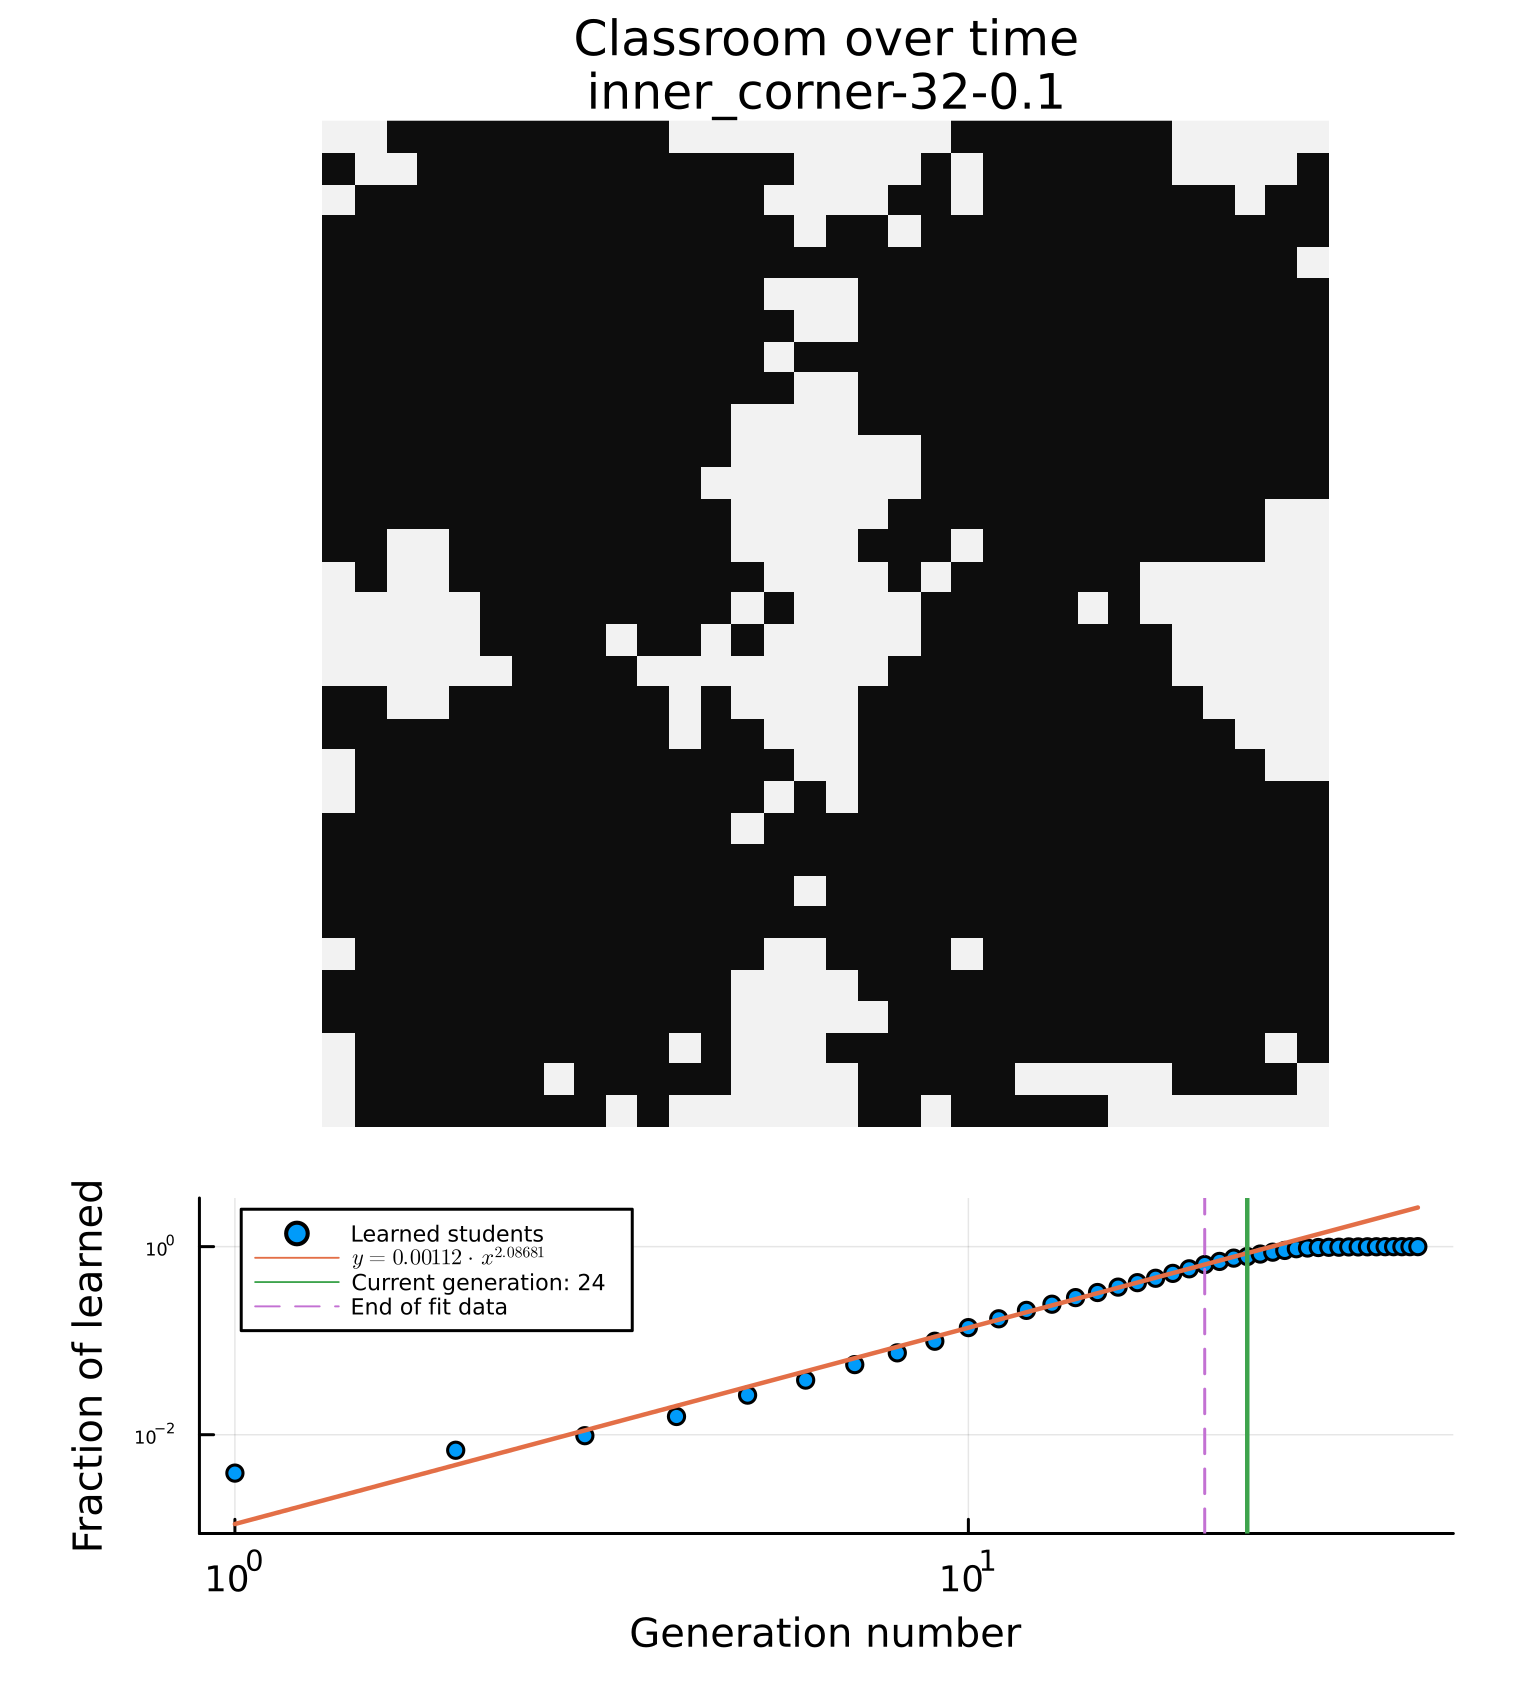 Classroom over time
inner_corner-32-0.1
Fraction of learned
10^0
10^-2
Learned students
y = 0.00112 · x^2.08681
Current generation: 24
End of fit data
10^0
10^1
Generation number